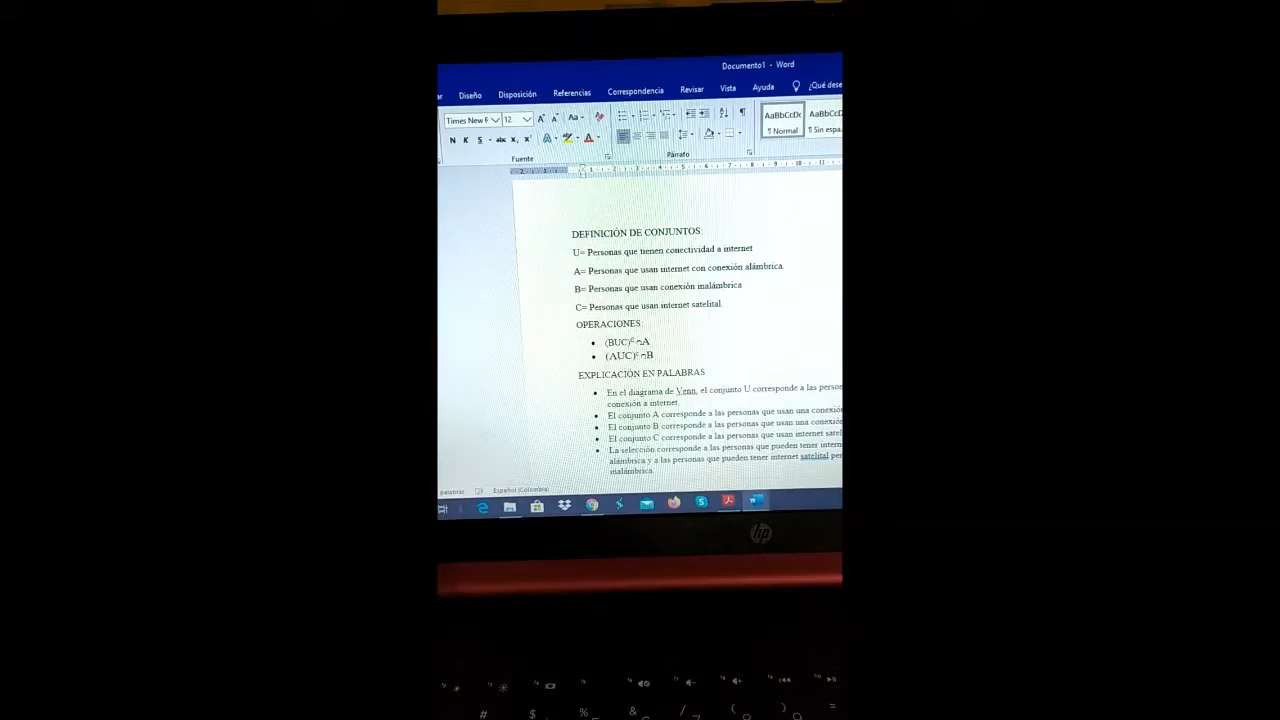 Documento1 - Word
Diseño Disposición Referencias Correspondencia Revisar Vista Ayuda ¿Qué dese
Times New F 12 Aa
N K S abc x, x' A AaBbCcDc AaBbCcD
¶ Normal ¶ Sin espa.
Fuente Párrafo
DEFINICIÓN DE CONJUNTOS:
U= Personas que tienen conectividad a internet
A= Personas que usan internet con conexión alámbrica.
B= Personas que usan conexión inalámbrica
C= Personas que usan internet satelital.
OPERACIONES:
• (BUC)ᶜ ∩A
• (AUC)ᶜ ∩B
EXPLICACIÓN EN PALABRAS
• En el diagrama de Venn, el conjunto U corresponde a las person
conexión a internet.
• El conjunto A corresponde a las personas que usan una conexión
• El conjunto B corresponde a las personas que usan una conexión
• El conjunto C corresponde a las personas que usan internet satel
• La selección corresponde a las personas que pueden tener intern
alámbrica y a las personas que pueden tener internet satelital per
inalámbrica.
palabras Español (Colombia)
hp
# $ % & / ( ) =